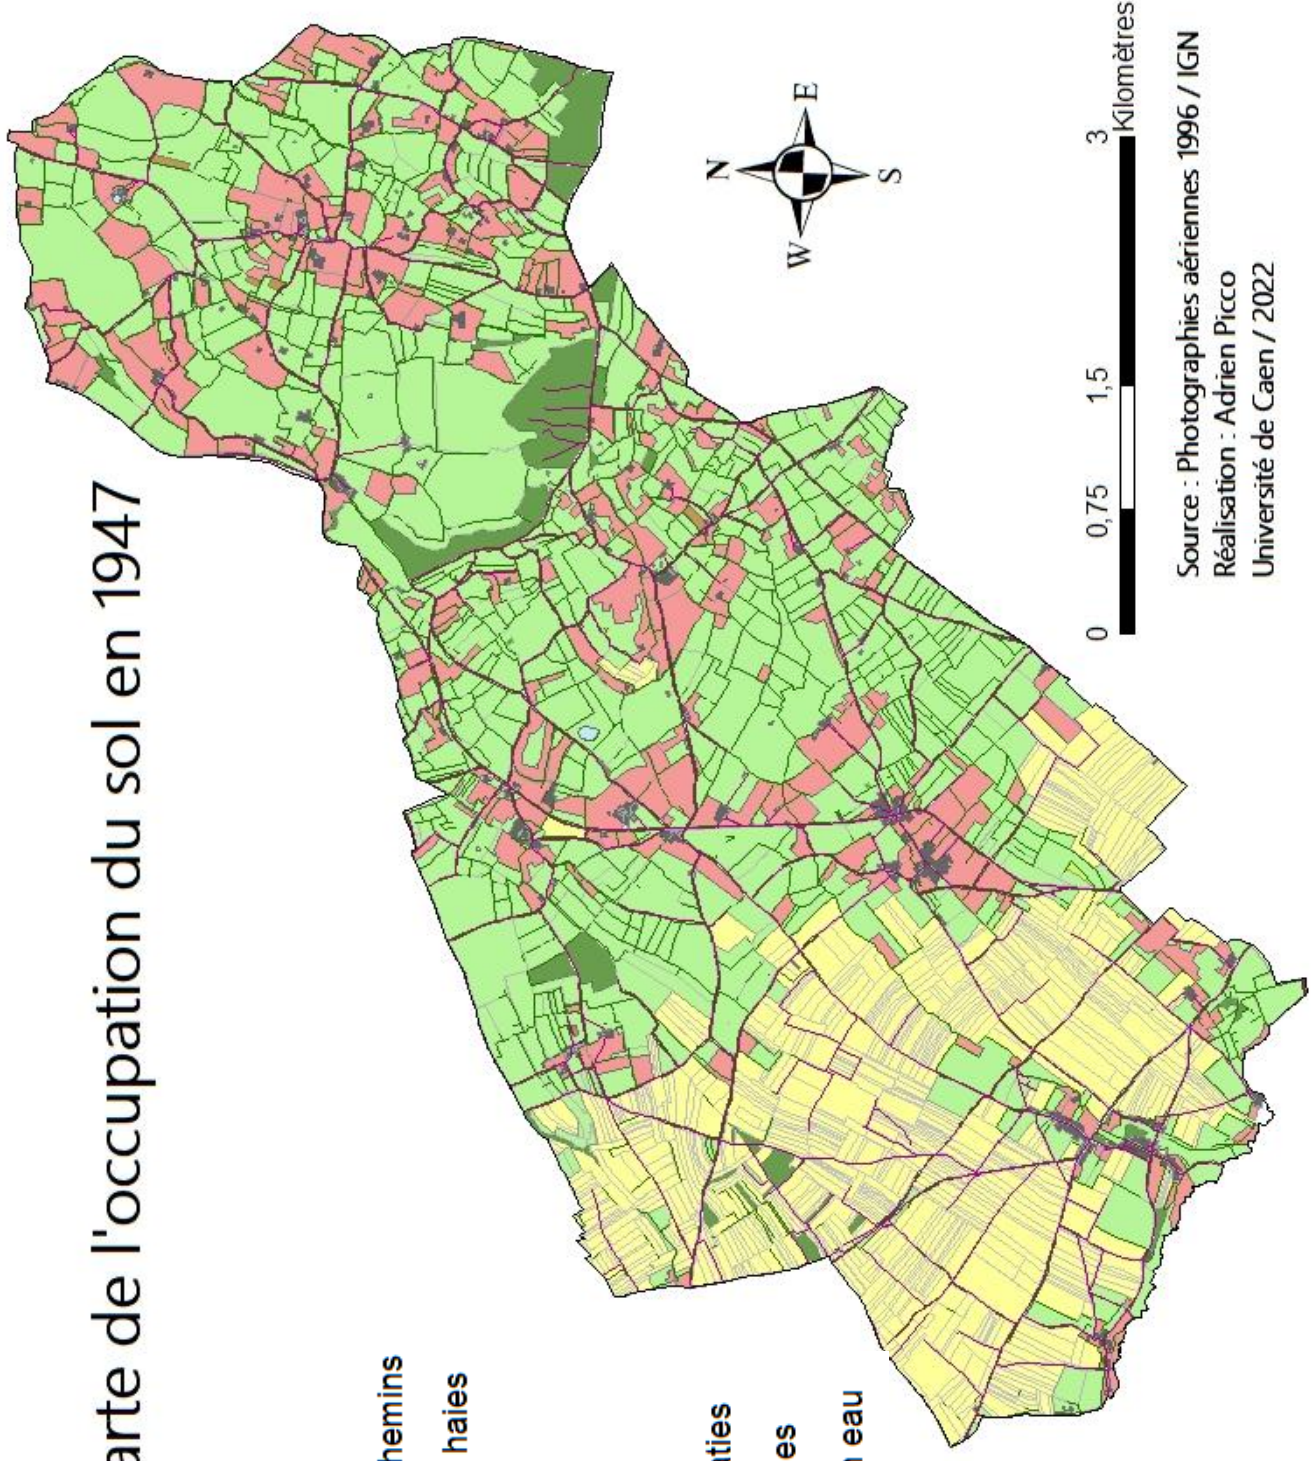 arte de l'occupation du sol en 1947
hemins
haies
aties
es
eau
N
W
E
S
0
0,75
1,5
3
Kilomètres
Source : Photographies aériennes 1996 / IGN
Réalisation : Adrien Picco
Université de Caen / 2022